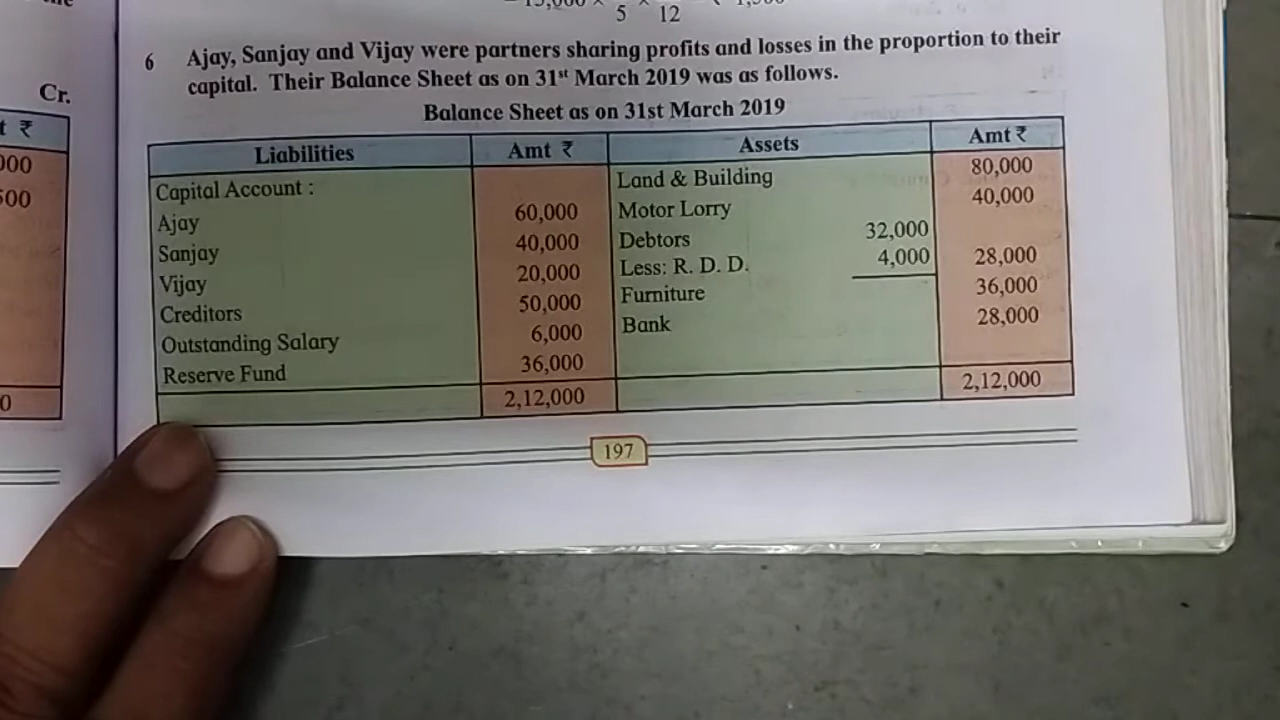 5 12
6 Ajay, Sanjay and Vijay were partners sharing profits and losses in the proportion to their
capital. Their Balance Sheet as on 31st March 2019 was as follows.
Cr.
Balance Sheet as on 31st March 2019
Liabilities Amt ₹ Assets Amt ₹
Capital Account : Land & Building 80,000
Ajay 60,000 Motor Lorry 40,000
Sanjay 40,000 Debtors 32,000
Vijay 20,000 Less: R. D. D. 4,000 28,000
Creditors 50,000 Furniture 36,000
Outstanding Salary 6,000 Bank 28,000
Reserve Fund 36,000
2,12,000 2,12,000
197